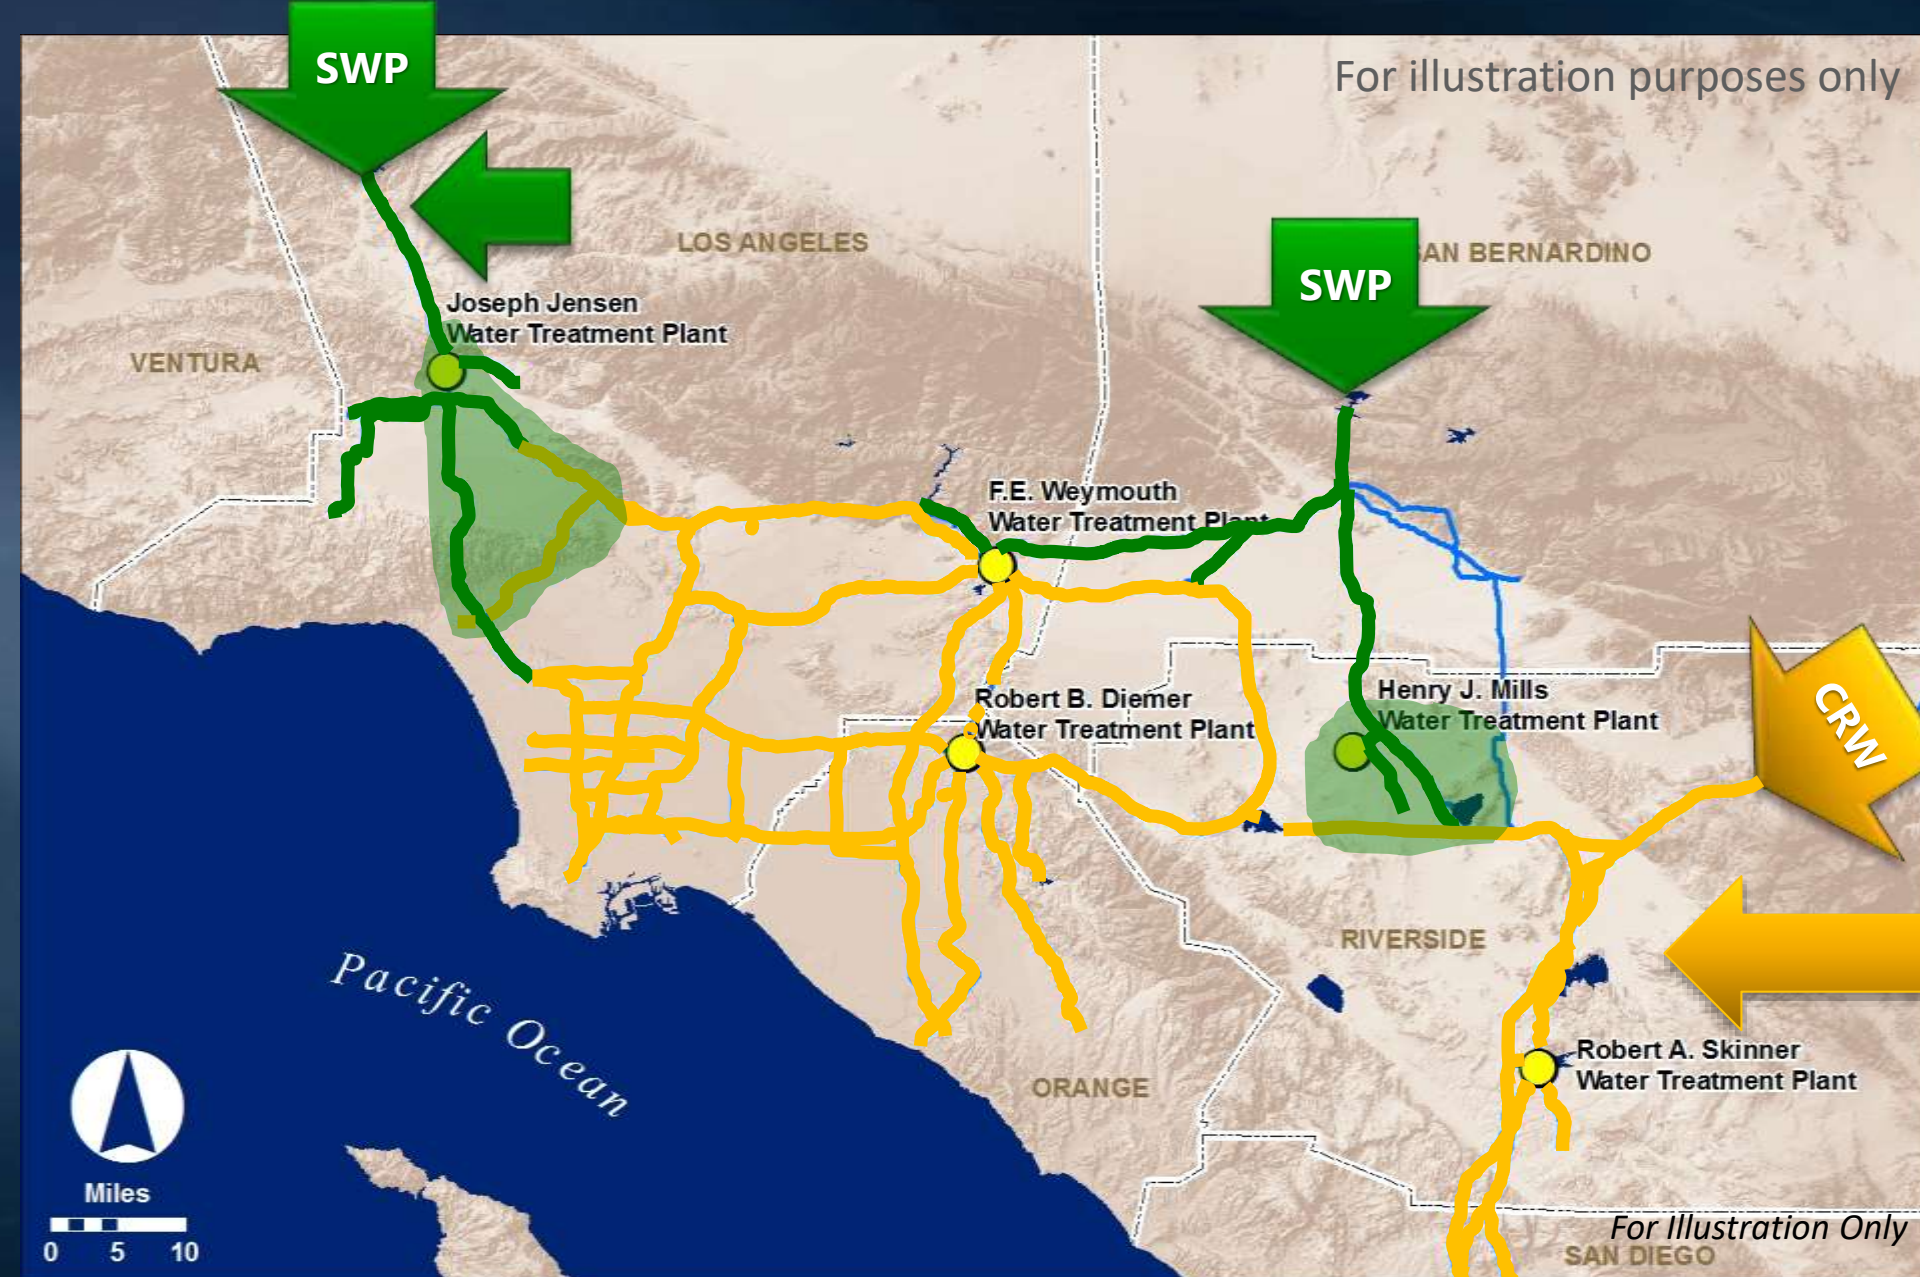 SWP
For illustration purposes only
LOS ANGELES
SAN BERNARDINO
SWP
Joseph Jensen
Water Treatment Plant
VENTURA
F.E. Weymouth
Water Treatment Plant
Robert B. Diemer
Water Treatment Plant
Henry J. Mills
Water Treatment Plant
CRW
RIVERSIDE
Pacific Ocean
Robert A. Skinner
Water Treatment Plant
ORANGE
Miles
0 5 10
For Illustration Only
SAN DIEGO